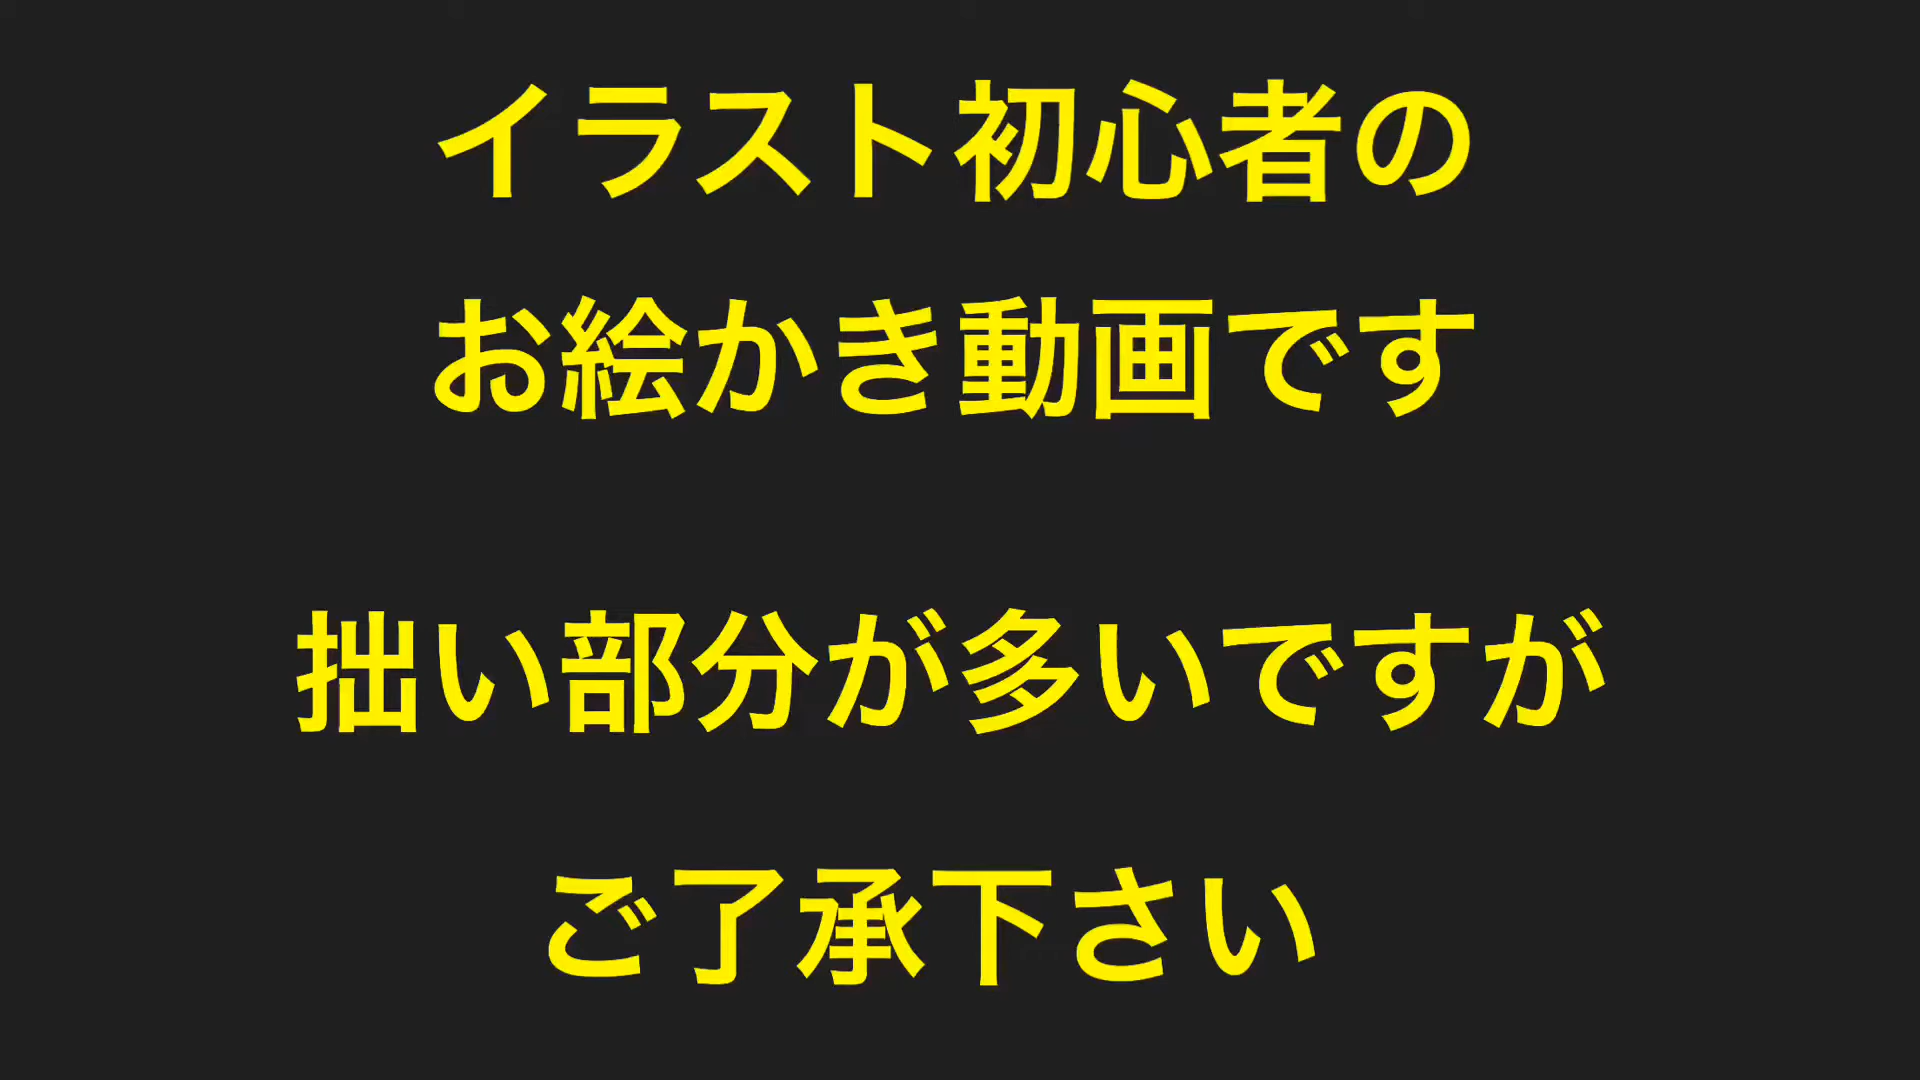 イラスト初心者の
お絵かき動画です
拙い部分が多いですが
ご了承下さい